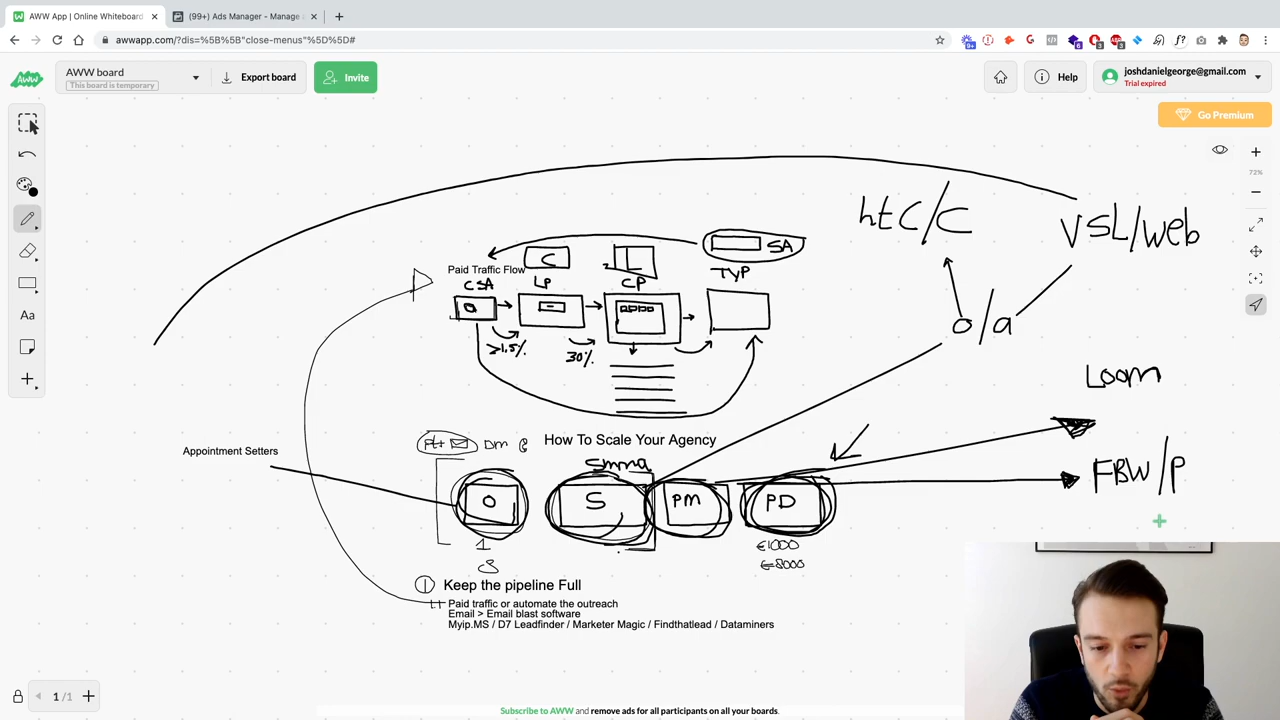 AWW App | Online Whiteboard
(99+) Ads Manager - Manage
awwapp.com/?dis=%5B%5B"close-menus"%5D%5D#
AWW
AWW board
This board is temporary
Export board
Invite
Help
joshdanielgeorge@gmail.com
Trial expired
Go Premium
72%
Aa
htC/C
VSL/web
C
L
SA
Paid Traffic Flow
CSA
LP
CP
TYP
>1.5%
30%
o/a
Loom
Appointment Setters
DM
How To Scale Your Agency
Smma
FBW/P
O
S
PM
PD
1
€1000
8
€8000
1 Keep the pipeline Full
Paid traffic or automate the outreach
Email > Email blast software
Myip.MS / D7 Leadfinder / Marketer Magic / Findthatlead / Dataminers
1 /1
Subscribe to AWW and remove ads for all participants on all your boards.